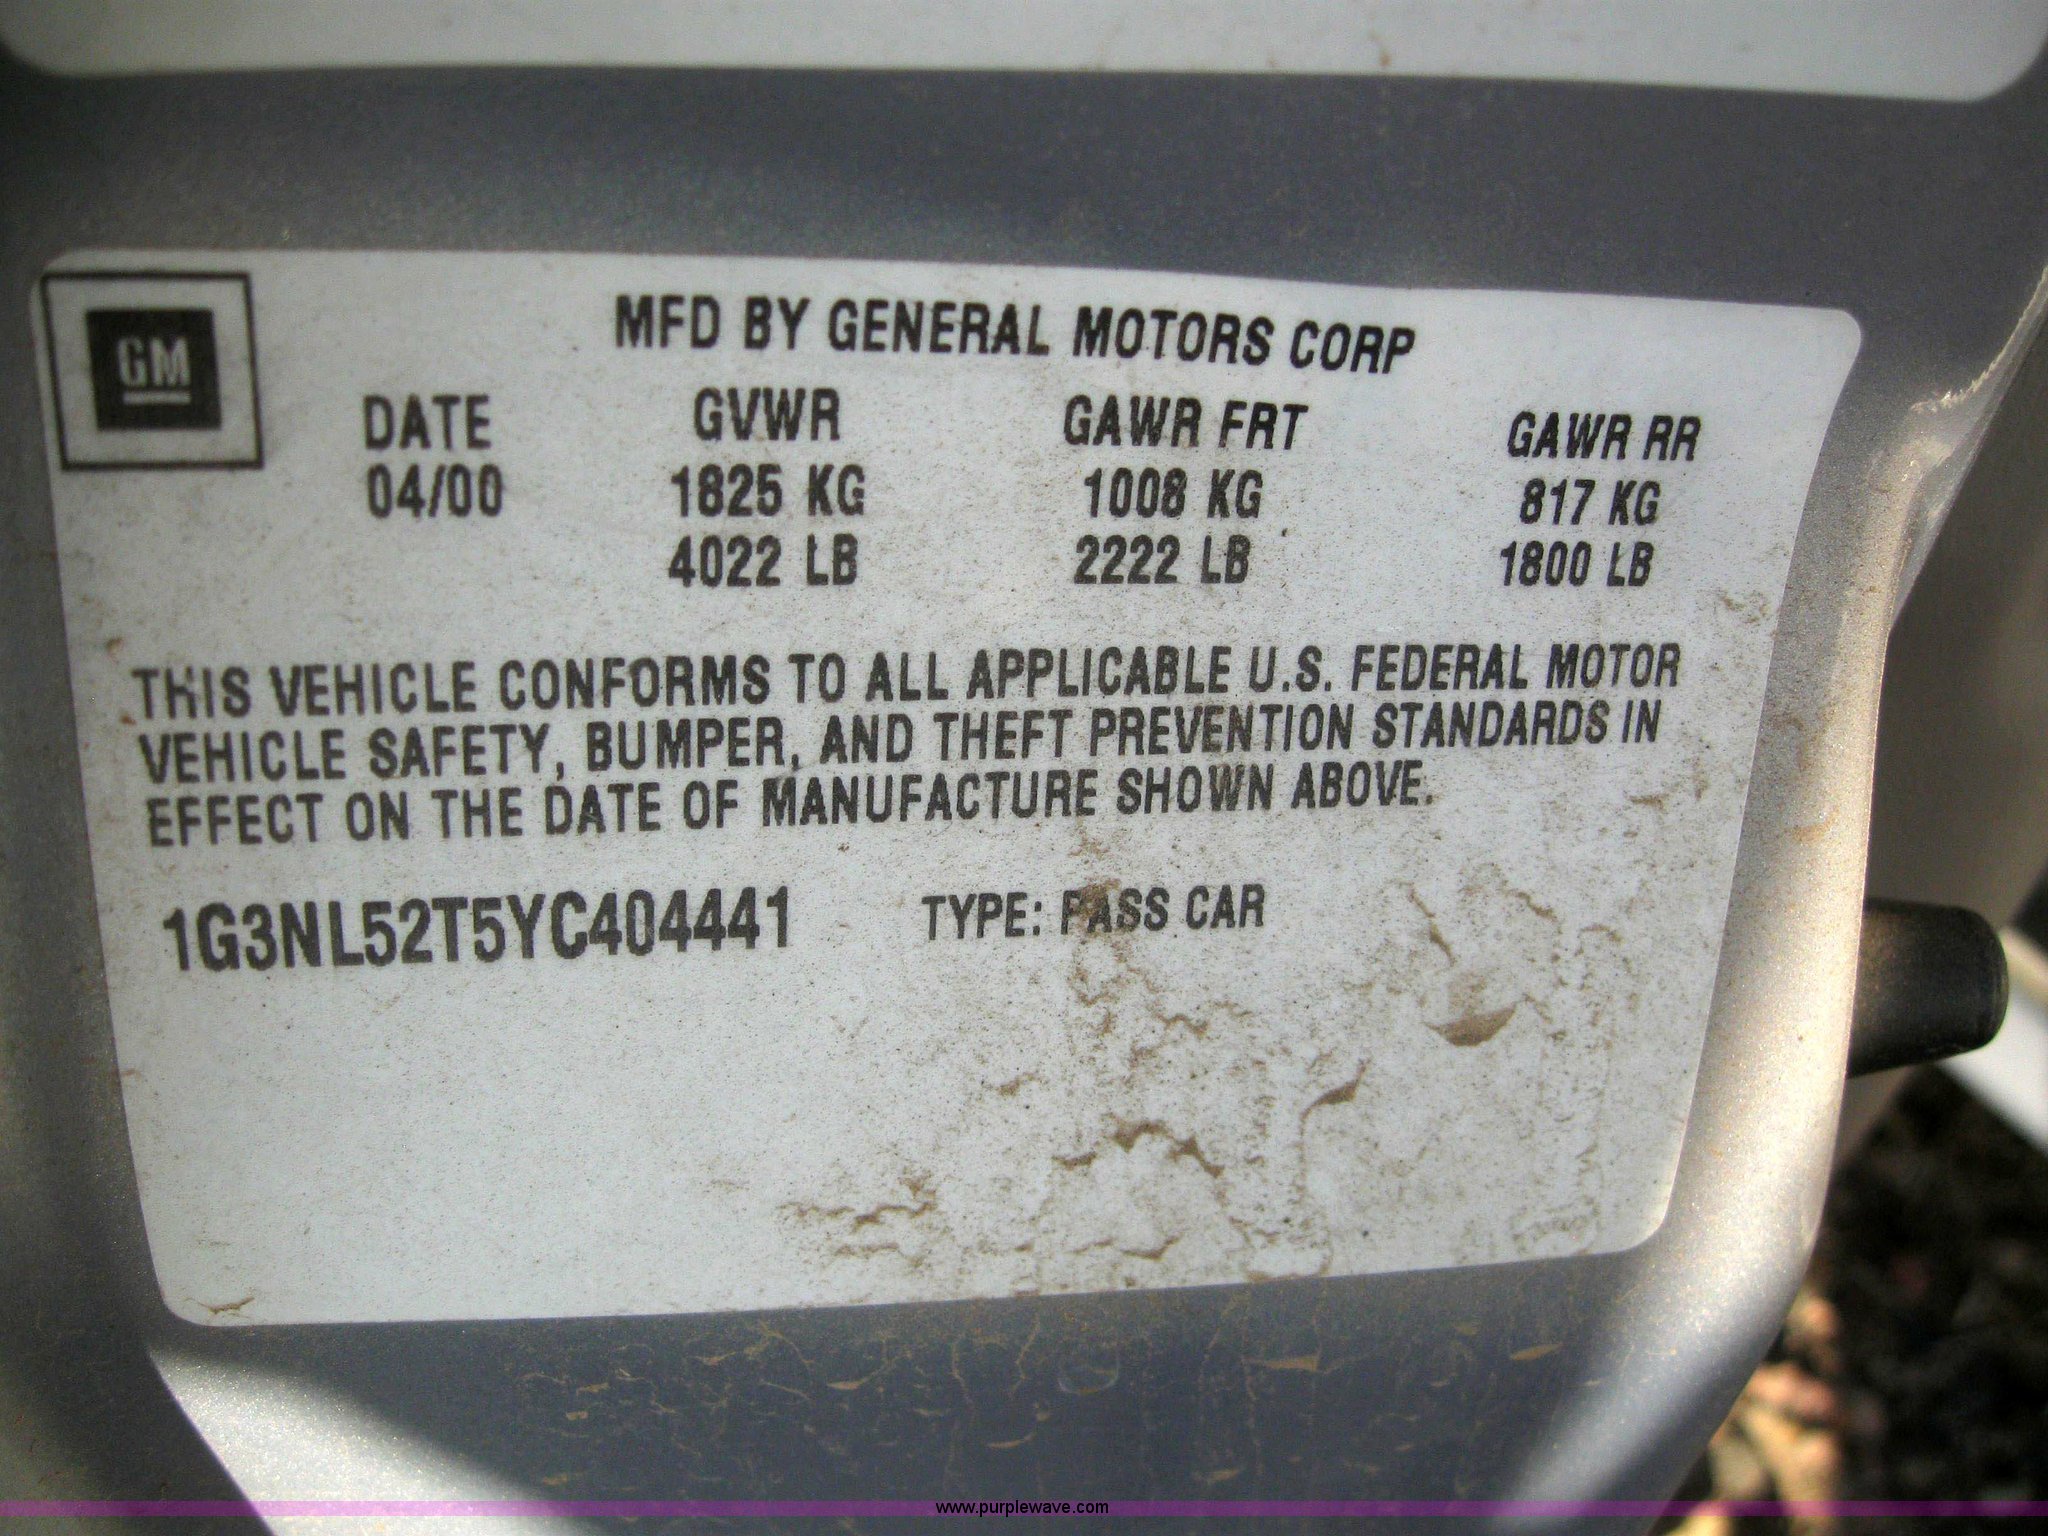 GM
MFD BY GENERAL MOTORS CORP
DATE GVWR GAWR FRT GAWR RR
04/00 1825 KG 1008 KG 817 KG
4022 LB 2222 LB 1800 LB
THIS VEHICLE CONFORMS TO ALL APPLICABLE U.S. FEDERAL MOTOR
VEHICLE SAFETY, BUMPER, AND THEFT PREVENTION STANDARDS IN
EFFECT ON THE DATE OF MANUFACTURE SHOWN ABOVE.
1G3NL52T5YC404441 TYPE: PASS CAR
www.purplewave.com